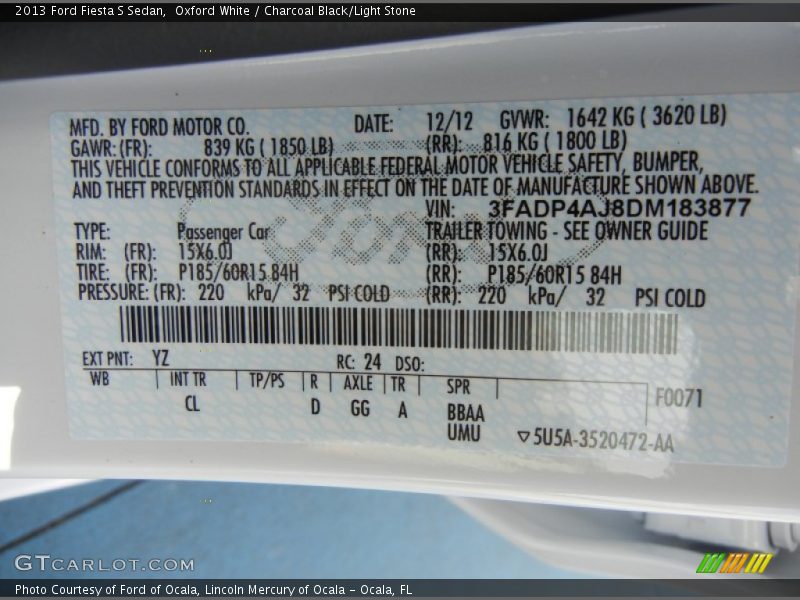 2013 Ford Fiesta S Sedan, Oxford White / Charcoal Black/Light Stone
MFD. BY FORD MOTOR CO. DATE: 12/12 GVWR: 1642 KG ( 3620 LB)
GAWR: (FR): 839 KG ( 1850 LB) (RR): 816 KG ( 1800 LB)
THIS VEHICLE CONFORMS TO ALL APPLICABLE FEDERAL MOTOR VEHICLE SAFETY, BUMPER,
AND THEFT PREVENTION STANDARDS IN EFFECT ON THE DATE OF MANUFACTURE SHOWN ABOVE.
VIN: 3FADP4AJ8DM183877
TYPE: Passenger Car TRAILER TOWING - SEE OWNER GUIDE
RIM: (FR): 15X6.0J (RR): 15X6.0J
TIRE: (FR): P185/60R15 84H (RR): P185/60R15 84H
PRESSURE: (FR): 220 kPa/ 32 PSI COLD (RR): 220 kPa/ 32 PSI COLD
EXT PNT: YZ RC: 24 DSO:
WB INT TR TP/PS R AXLE TR SPR F0071
CL D GG A BBAA
UMU ▽5U5A-3520472-AA
Ford
GTCARLOT.COM
Photo Courtesy of Ford of Ocala, Lincoln Mercury of Ocala – Ocala, FL